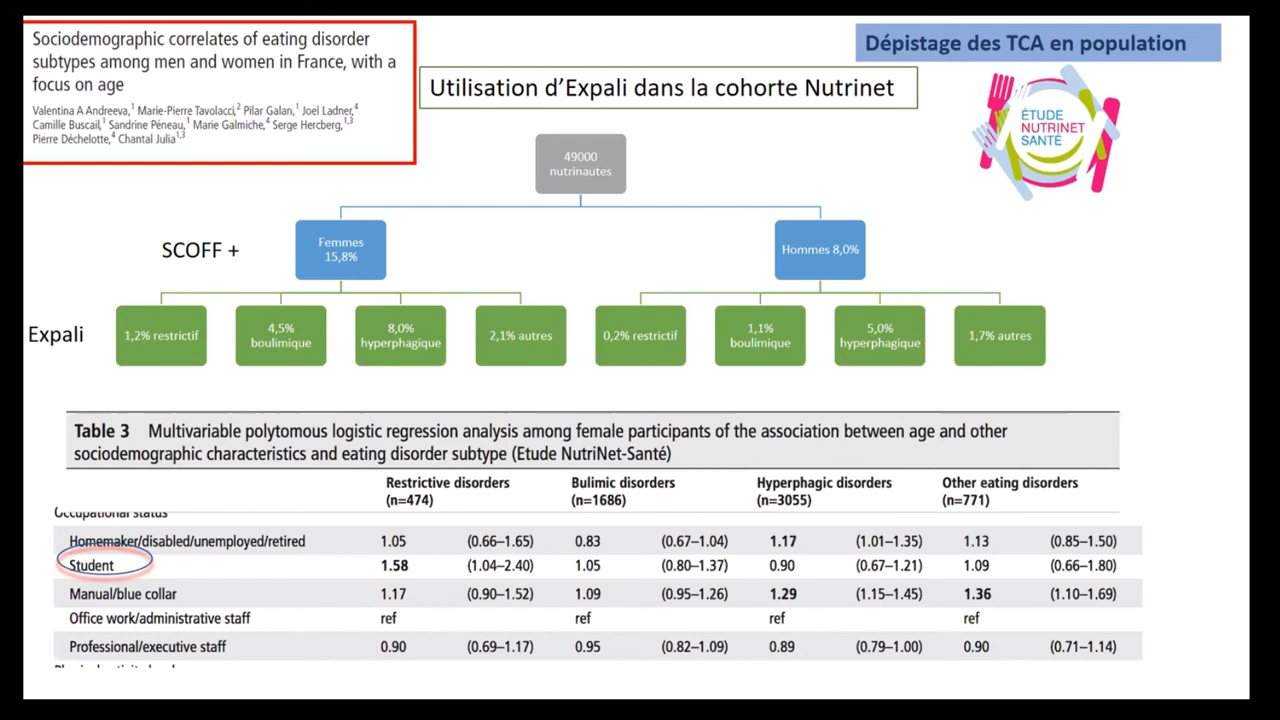 Sociodemographic correlates of eating disorder
subtypes among men and women in France, with a
focus on age
Valentina A Andreeva,¹ Marie-Pierre Tavolacci,² Pilar Galan,¹ Joel Ladner,⁴
Camille Buscail,¹ Sandrine Péneau,¹ Marie Galmiche,⁴ Serge Hercberg,¹,³
Pierre Déchelotte,⁴ Chantal Julia¹,³
Dépistage des TCA en population
Utilisation d’Expali dans la cohorte Nutrinet
ÉTUDE
NUTRINET
SANTÉ
49000
nutrinautes
SCOFF +
Femmes
15,8%
Hommes 8,0%
Expali
1,2% restrictif
4,5%
boulimique
8,0%
hyperphagique
2,1% autres
0,2% restrictif
1,1%
boulimique
5,0%
hyperphagique
1,7% autres
Table 3 Multivariable polytomous logistic regression analysis among female participants of the association between age and other
sociodemographic characteristics and eating disorder subtype (Etude NutriNet-Santé)
Restrictive disorders Bulimic disorders Hyperphagic disorders Other eating disorders
(n=474) (n=1686) (n=3055) (n=771)
Occupational status
Homemaker/disabled/unemployed/retired 1.05 (0.66–1.65) 0.83 (0.67–1.04) 1.17 (1.01–1.35) 1.13 (0.85–1.50)
Student 1.58 (1.04–2.40) 1.05 (0.80–1.37) 0.90 (0.67–1.21) 1.09 (0.66–1.80)
Manual/blue collar 1.17 (0.90–1.52) 1.09 (0.95–1.26) 1.29 (1.15–1.45) 1.36 (1.10–1.69)
Office work/administrative staff ref ref ref ref
Professional/executive staff 0.90 (0.69–1.17) 0.95 (0.82–1.09) 0.89 (0.79–1.00) 0.90 (0.71–1.14)